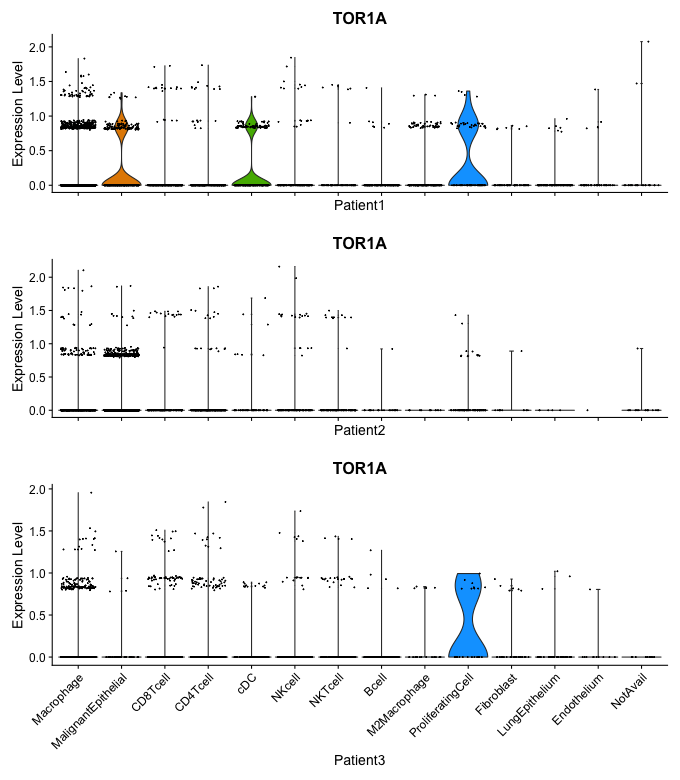 TOR1A
Expression Level
2.0
1.5
1.0
0.5
0.0
Patient1
TOR1A
Expression Level
2.0
1.5
1.0
0.5
0.0
Patient2
TOR1A
Expression Level
2.0
1.5
1.0
0.5
0.0
Macrophage
MalignantEpithelial
CD8Tcell
CD4Tcell
cDC
NKcell
NKTcell
Bcell
M2Macrophage
ProliferatingCell
Fibroblast
LungEpithelium
Endothelium
NotAvail
Patient3